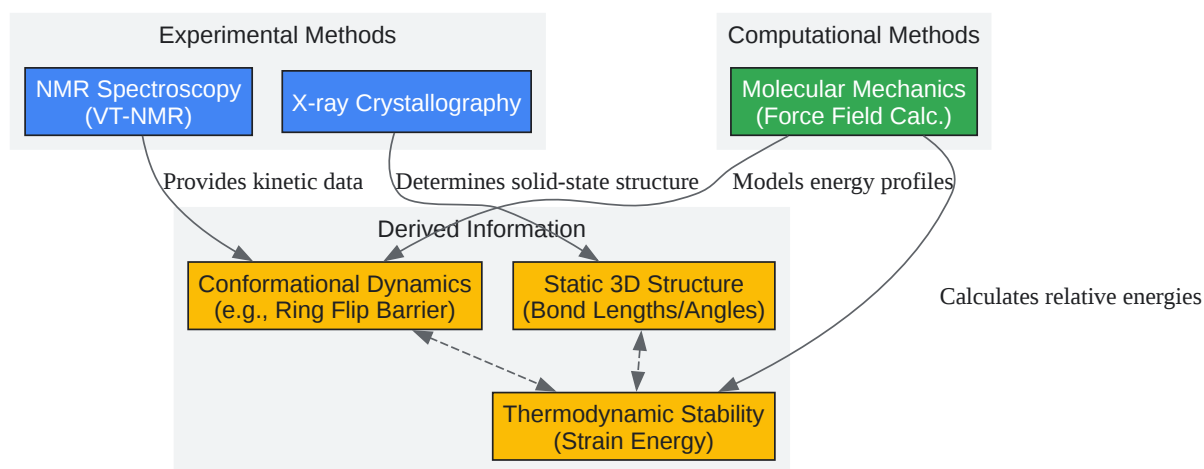 Experimental Methods
Computational Methods
NMR Spectroscopy
(VT-NMR)
X-ray Crystallography
Molecular Mechanics
(Force Field Calc.)
Provides kinetic data
Determines solid-state structure
Models energy profiles
Derived Information
Conformational Dynamics
(e.g., Ring Flip Barrier)
Static 3D Structure
(Bond Lengths/Angles)
Calculates relative energies
Thermodynamic Stability
(Strain Energy)